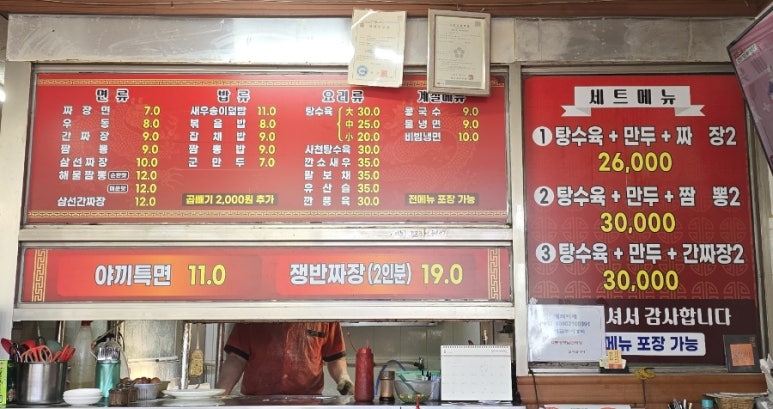 면 류
짜 장 면 7.0
우 동 8.0
간 짜 장 9.0
짬 뽕 9.0
삼선짜장 10.0
해물짬뽕 순한맛 12.0
매운맛 12.0
삼선간짜장 12.0
밥 류
새우송이덮밥 11.0
볶 음 밥 8.0
잡 채 밥 9.0
짬 뽕 밥 9.0
군 만 두 7.0
곱빼기 2,000원 추가
요리류
탕수육 大 30.0
中 25.0
小 20.0
사천탕수육 30.0
깐 쇼 새 우 35.0
팔 보 채 35.0
유 산 슬 35.0
깐 풍 육 30.0
계절메뉴
콩 국 수 9.0
물 냉 면 9.0
비빔냉면 10.0
전메뉴 포장 가능
야끼특면 11.0
쟁반짜장(2인분) 19.0
세트메뉴
1 탕수육 + 만두 + 짜 장2
26,000
2 탕수육 + 만두 + 짬 뽕2
30,000
3 탕수육 + 만두 + 간짜장2
30,000
셔서 감사합니다
메뉴 포장 가능